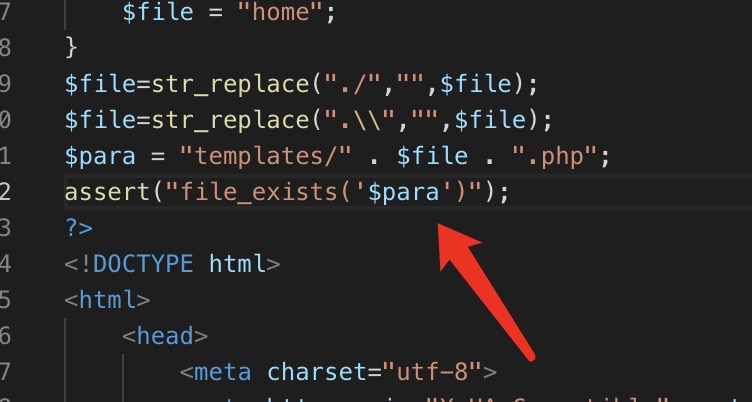 7 $file = "home";
8 }
9 $file=str_replace("./","",$file);
0 $file=str_replace(".\\","",$file);
1 $para = "templates/" . $file . ".php";
2 assert("file_exists('$para')");
3 ?>
4 <!DOCTYPE html>
5 <html>
6 <head>
7 <meta charset="utf-8">